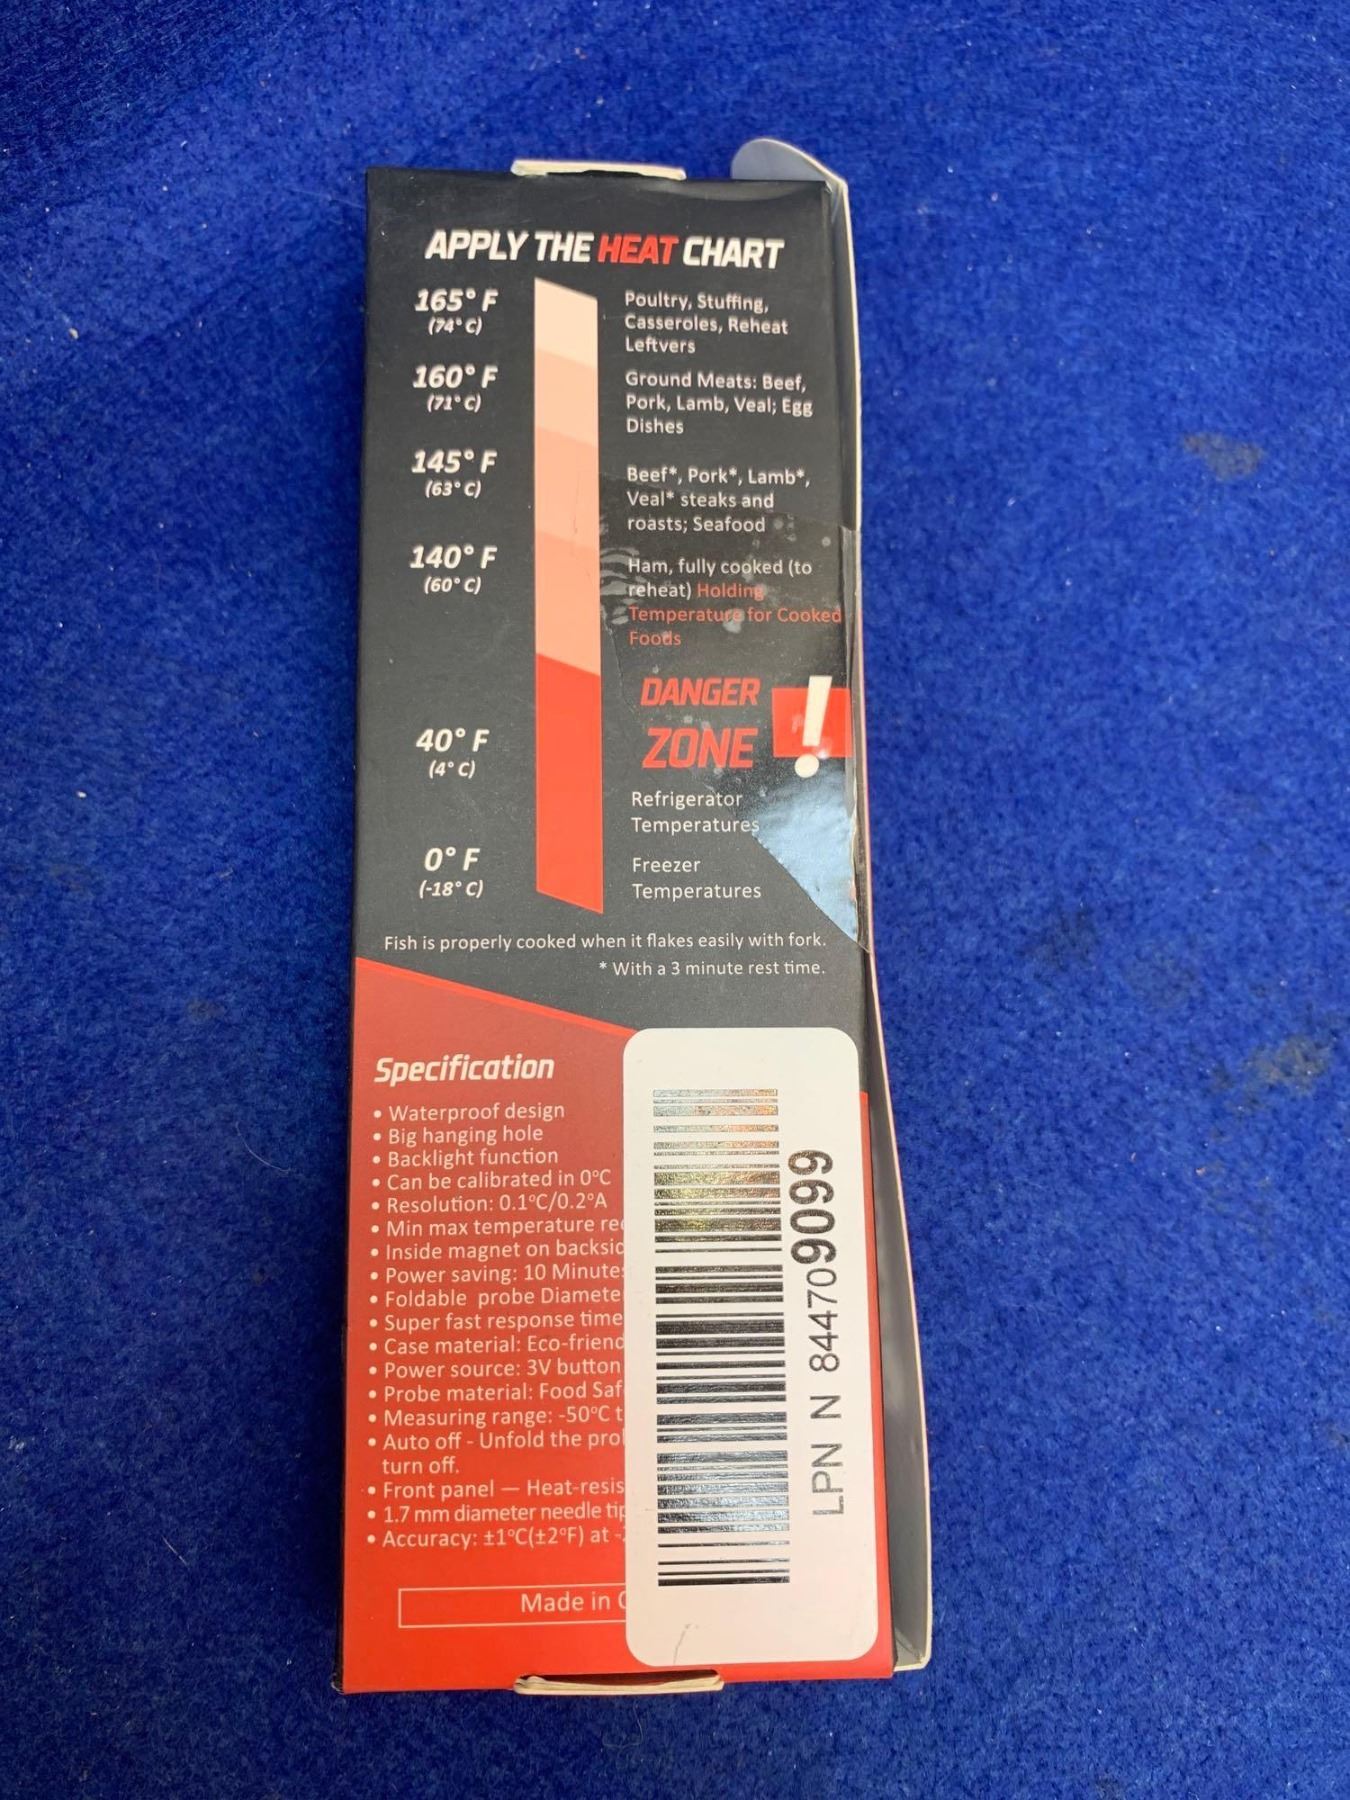 APPLY THE HEAT CHART
165° F
(74° C)
Poultry, Stuffing,
Casseroles, Reheat
Leftvers
160° F
(71° C)
Ground Meats: Beef,
Pork, Lamb, Veal; Egg
Dishes
145° F
(63° C)
Beef*, Pork*, Lamb*,
Veal* steaks and
roasts; Seafood
140° F
(60° C)
Ham, fully cooked (to
reheat) Holding
Temperature for Cooked
Foods
DANGER
ZONE
!
40° F
(4° C)
Refrigerator
Temperatures
0° F
(-18° C)
Freezer
Temperatures
Fish is properly cooked when it flakes easily with fork.
* With a 3 minute rest time.
Specification
• Waterproof design
• Big hanging hole
• Backlight function
• Can be calibrated in 0°C
• Resolution: 0.1°C/0.2°A
• Min max temperature
• Inside magnet on
• Power saving: 10
• Foldable probe
• Super fast response time
• Case material:
• Power source: 3V button
• Probe material: Food
• Measuring range: -50°C
• Auto off - Unfold the
turn off.
• Front panel —
• 1.7 mm diameter needle
• Accuracy: ±1°C(±2°F) at
Made in
LPN N 844709099